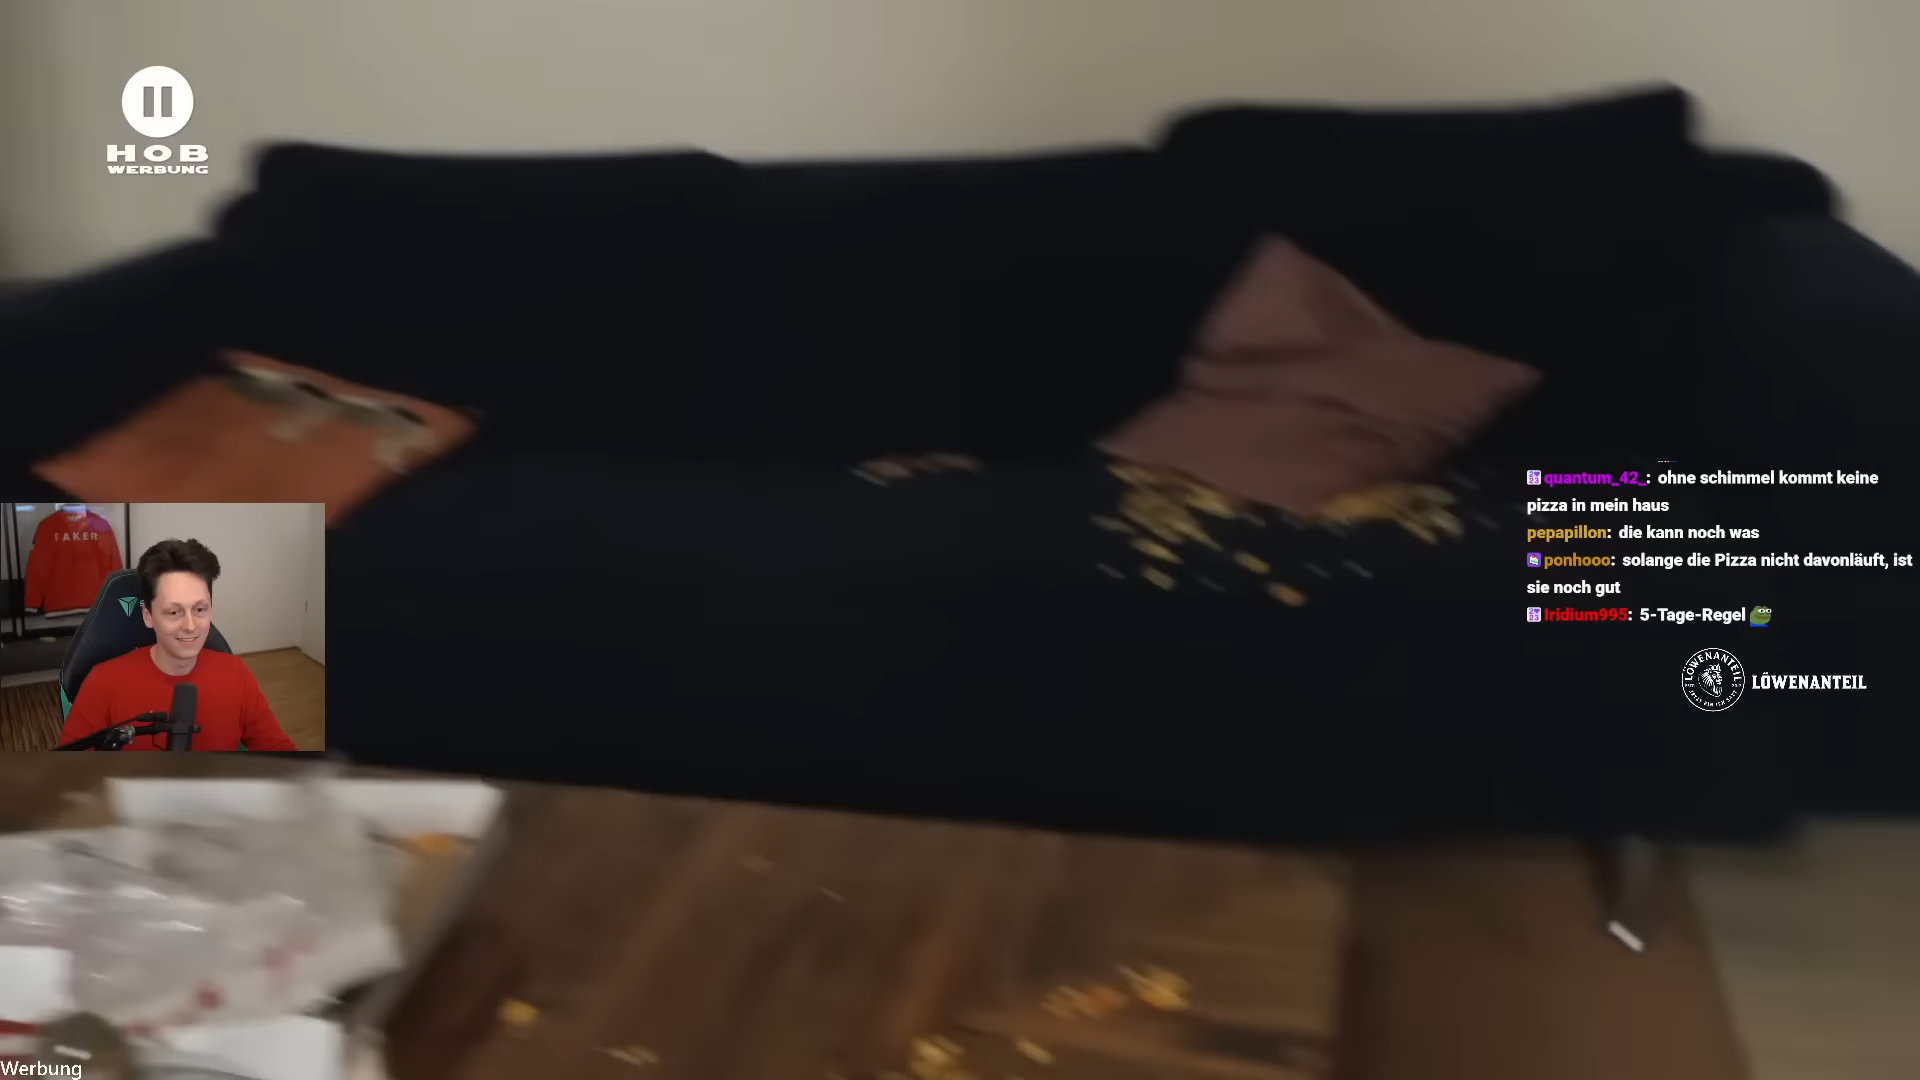 HOB
WERBUNG
FAKER
quantum_42_: ohne schimmel kommt keine
pizza in mein haus
pepapillon: die kann noch was
ponhooo: solange die Pizza nicht davonläuft, ist
sie noch gut
Iridium995: 5-Tage-Regel
LÖWENANTEIL
LÖWENANTEIL
Werbung